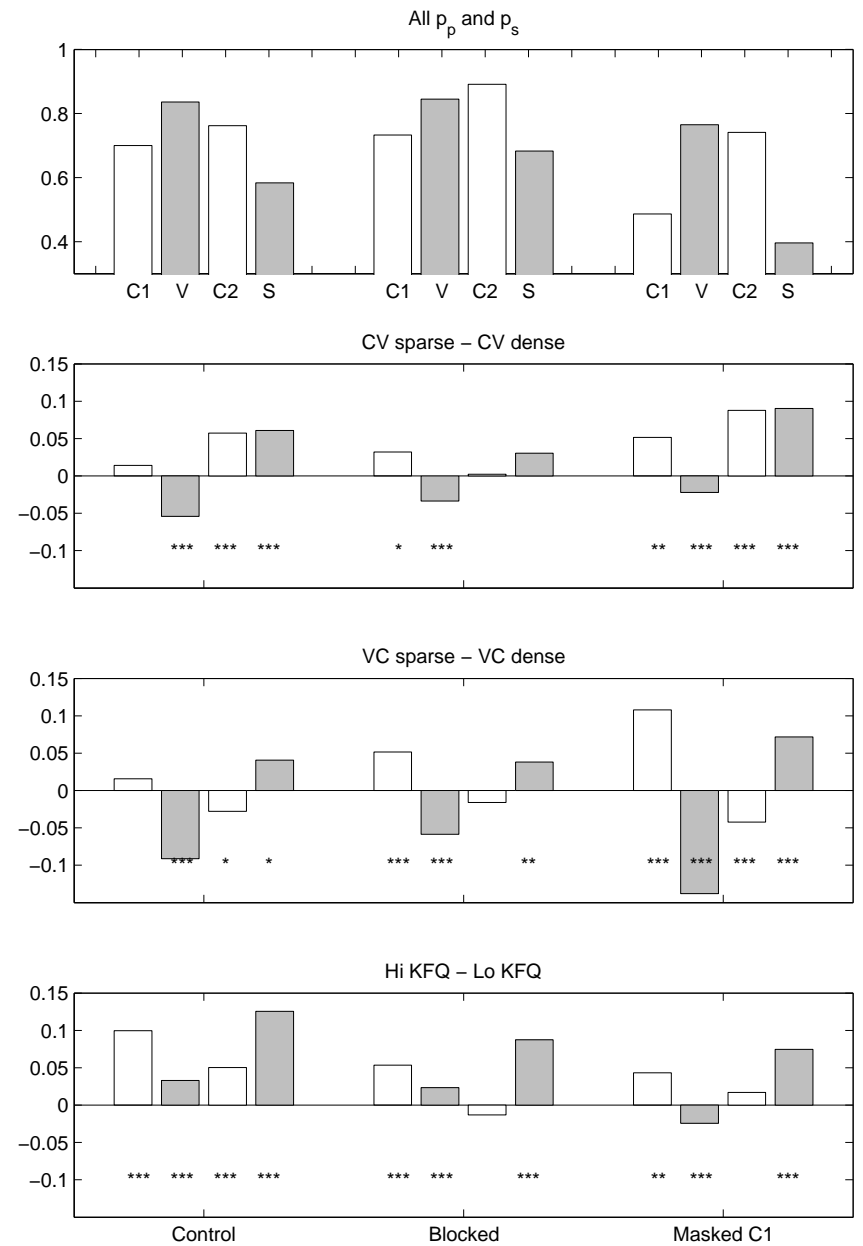 All p_p and p_s
1
0.8
0.6
0.4
C1 V C2 S C1 V C2 S C1 V C2 S
CV sparse − CV dense
0.15
0.1
0.05
0
−0.05
−0.1
*** *** *** * *** ** *** *** ***
VC sparse − VC dense
0.15
0.1
0.05
0
−0.05
−0.1
*** * * *** *** ** *** *** *** ***
Hi KFQ − Lo KFQ
0.15
0.1
0.05
0
−0.05
−0.1
*** *** *** *** *** *** *** ** *** ***
Control Blocked Masked C1